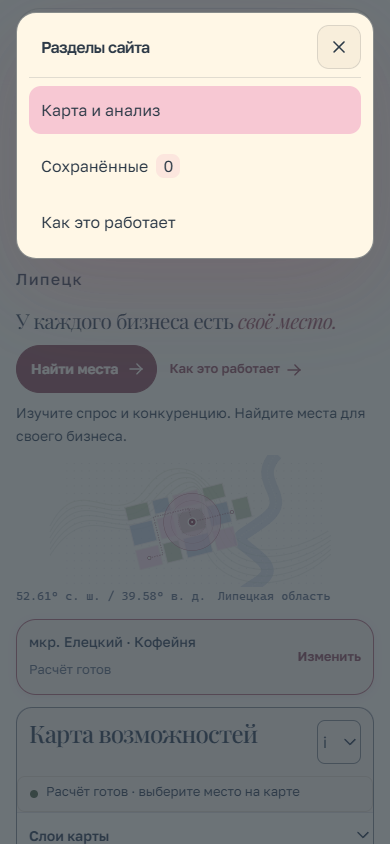 Разделы сайта
Карта и анализ
Сохранённые 0
Как это работает
Липецк
У каждого бизнеса есть своё место.
Найти места → Как это работает →
Изучите спрос и конкуренцию. Найдите места для
своего бизнеса.
52.61° с. ш. / 39.58° в. д. Липецкая область
мкр. Елецкий · Кофейня
Расчёт готов
Изменить
Карта возможностей
i
Расчёт готов · выберите место на карте
Слои карты